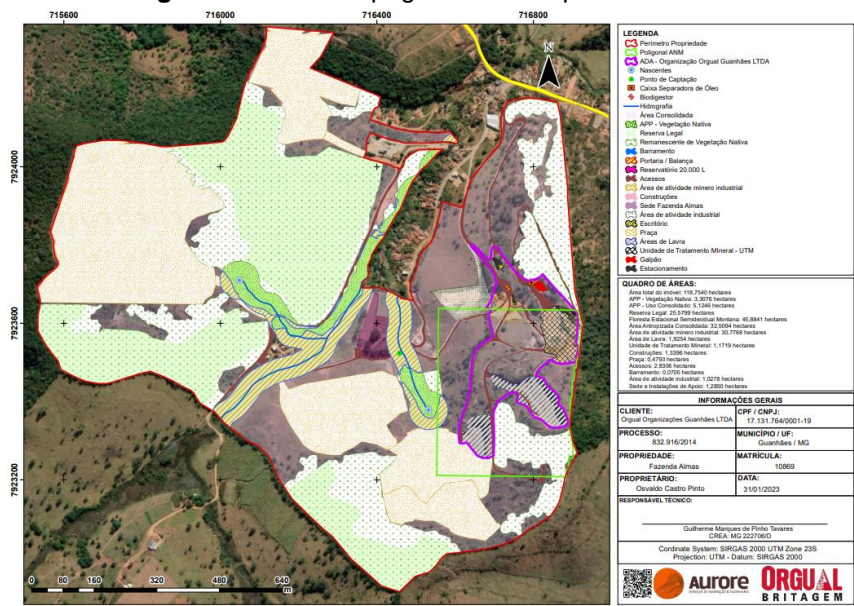 715600 716000 716400 716800
N
7924000
7923600
7923200
0 80 160 320 480 640
m
LEGENDA
Perímetro Propriedade
Poligonal ANM
ADA - Organização Orgual Guanhães LTDA
Nascentes
Ponto de Captação
Caixa Separadora de Óleo
Biodigestor
Hidrografia
Área Consolidada
APP - Vegetação Nativa
Reserva Legal
Remanescente de Vegetação Nativa
Barramento
Portaria / Balança
Reservatório 20.000 L
Acessos
Área de atividade minero industrial
Construções
Sede Fazenda Almas
Área de atividade industrial
Escritório
Praça
Áreas de Lavra
Unidade de Tratamento Mineral - UTM
Galpão
Estacionamento
QUADRO DE ÁREAS:
Área total do imóvel: 118,7540 hectares
APP - Vegetação Nativa: 3,3076 hectares
APP - Uso Consolidado: 5,1246 hectares
Reserva Legal: 25,5799 hectares
Floresta Estacional Semidecidual Montana: 46,8841 hectares
Área Antropizada Consolidada: 32,5094 hectares
Área de atividade minero industrial: 30,7768 hectares
Área de Lavra: 1,8254 hectares
Unidade de Tratamento Mineral: 1,1719 hectares
Construções: 1,3396 hectares
Praça: 0,4793 hectares
Acessos: 2,8306 hectares
Barramento: 0,0705 hectares
Área de atividade industrial: 1,0278 hectares
Sede e Instalações de Apoio: 1,2850 hectares
INFORMAÇÕES GERAIS
CLIENTE: CPF / CNPJ:
Orgual Organizações Guanhães LTDA 17.131.764/0001-19
PROCESSO: MUNICÍPIO / UF:
832.916/2014 Guanhães / MG
PROPRIEDADE: MATRÍCULA:
Fazenda Almas 10869
PROPRIETÁRIO: DATA:
Osvaldo Castro Pinto 31/01/2023
RESPONSÁVEL TÉCNICO:
Guilherme Marques de Pinho Tavares
CREA: MG 222706/D
Cordinate System: SIRGAS 2000 UTM Zone 23S
Projection: UTM - Datum: SIRGAS 2000
AURORE
ORGUAL
BRITAGEM